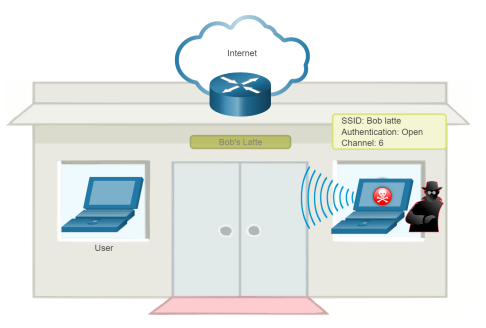 Internet
SSID: Bob latte
Authentication: Open
Channel: 6
Bob's Latte
User